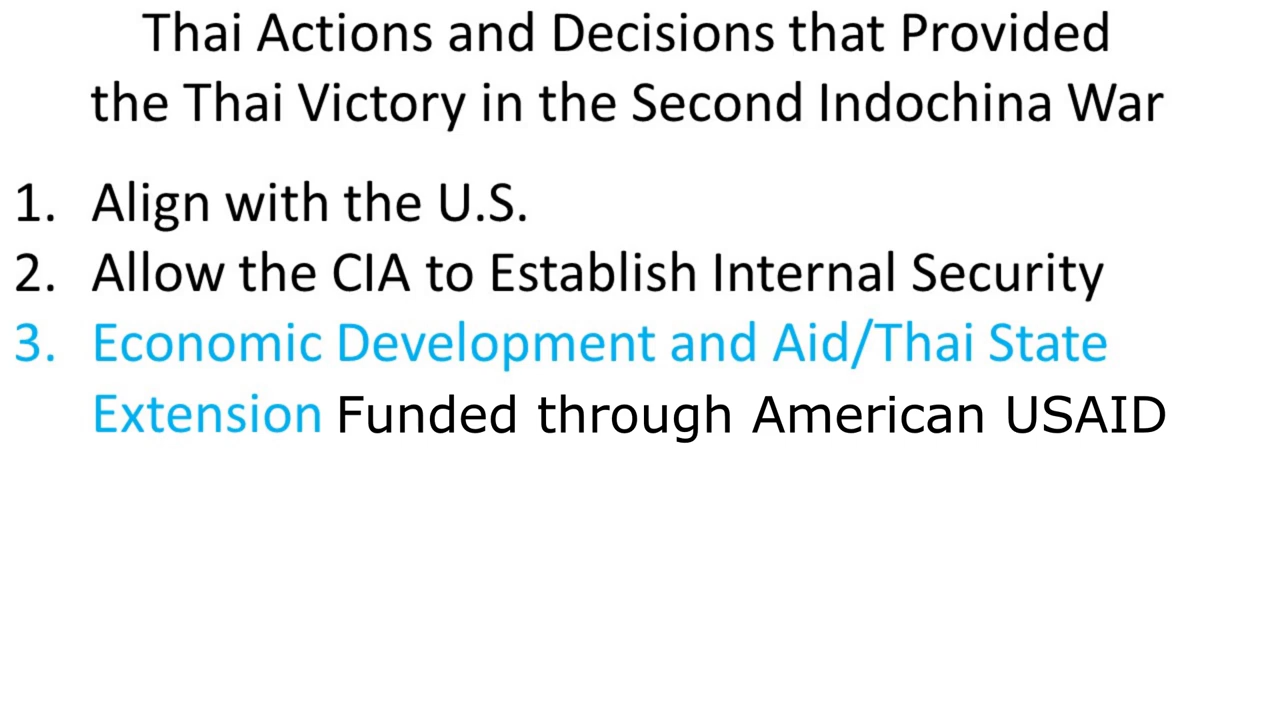 Thai Actions and Decisions that Provided
the Thai Victory in the Second Indochina War
1. Align with the U.S.
2. Allow the CIA to Establish Internal Security
3. Economic Development and Aid/Thai State
Extension Funded through American USAID